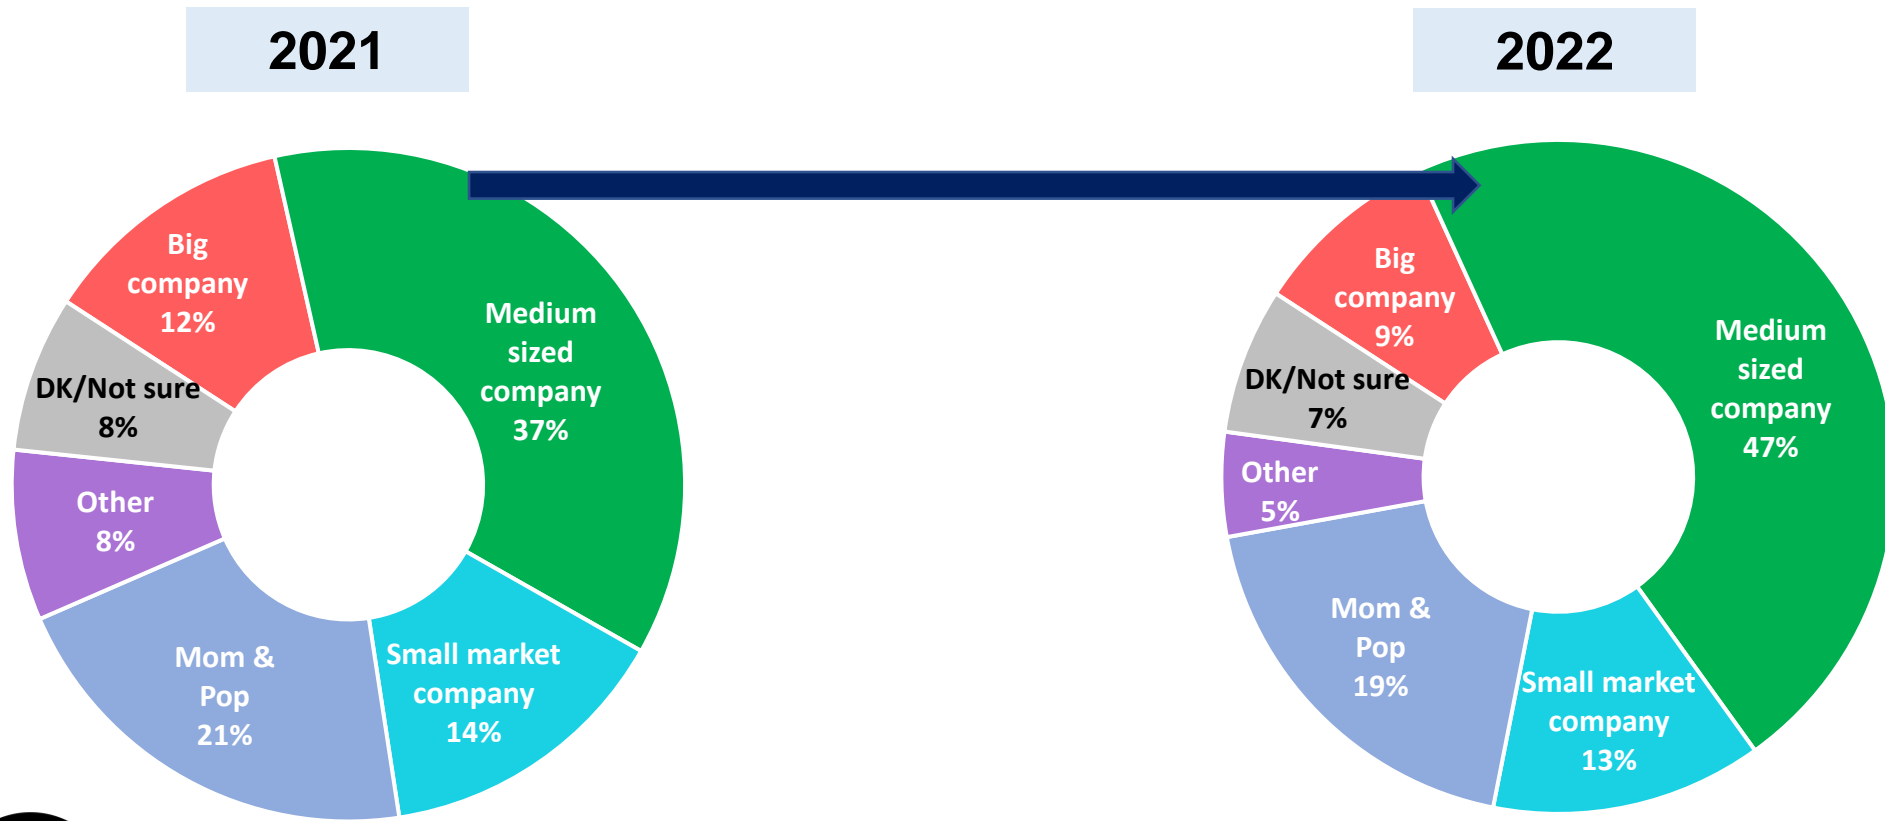 2021
Big
company
12%
Medium
sized
company
37%
DK/Not sure
8%
Other
8%
Mom &
Pop
21%
Small market
company
14%
2022
Big
company
9%
Medium
sized
company
47%
DK/Not sure
7%
Other
5%
Mom &
Pop
19%
Small market
company
13%